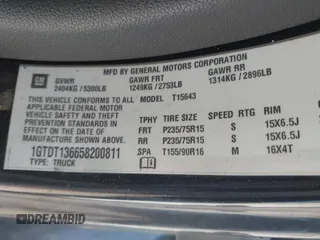 MFD BY GENERAL MOTORS CORPORATION
GM
GVWR GAWR FRT GAWR RR
2404KG / 5300LB 1249KG / 2753LB 1314KG / 2896LB
THIS VEHICLE CONFORMS TO ALL MODEL: T15643
APPLICABLE FEDERAL MOTOR
VEHICLE SAFETY AND THEFT TPHY TIRE SIZE SPEED RTG RIM
PREVENTION STANDARDS IN FRT P235/75R15 S 15X6.5J
EFFECT ON THE DATE OF RR P235/75R15 S 15X6.5J
MANUFACTURE SHOWN ABOVE. SPA T155/90R16 M 16X4T
1GTDT136658200811
TYPE: TRUCK
AUTOBIDMASTER